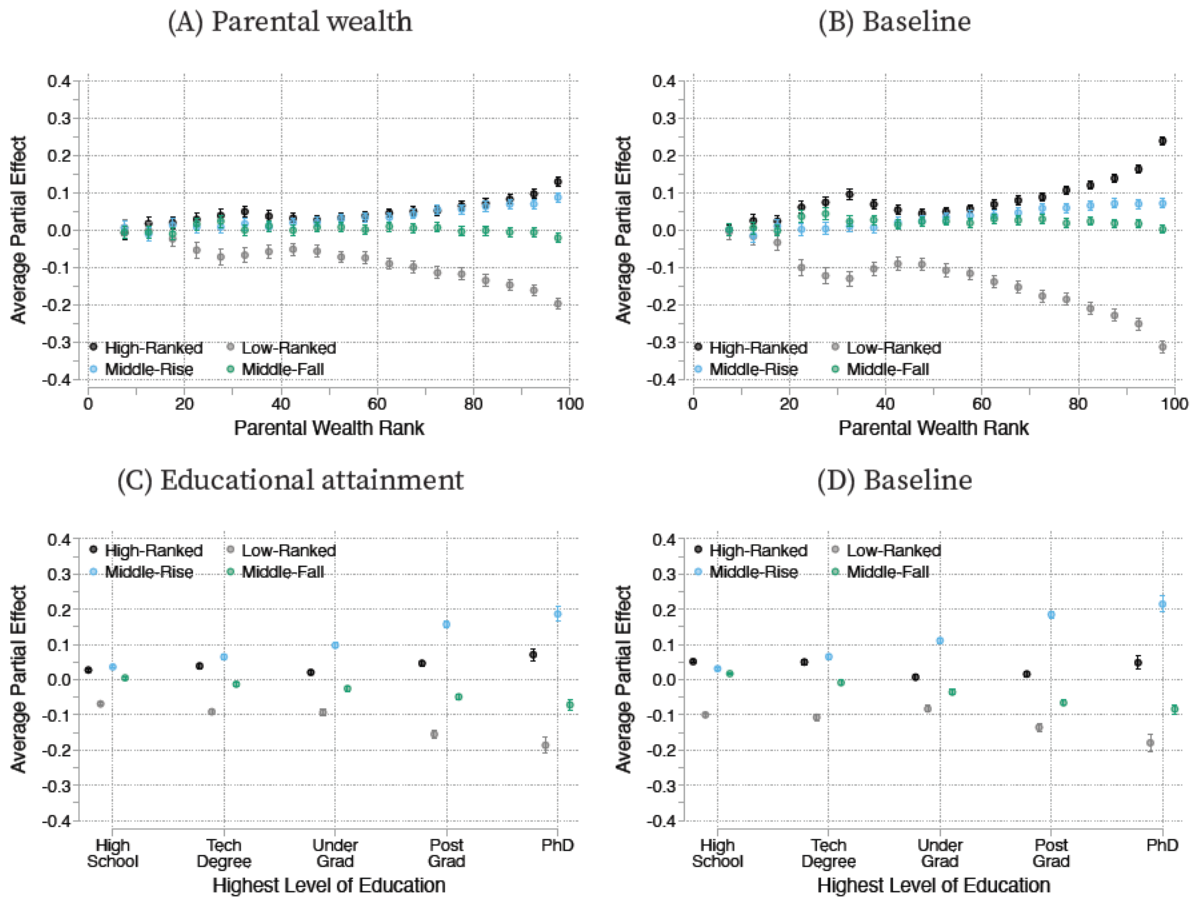 (A) Parental wealth
0.4
0.3
0.2
0.1
0.0
-0.1
-0.2
-0.3
-0.4
Average Partial Effect
High-Ranked
Low-Ranked
Middle-Rise
Middle-Fall
0 20 40 60 80 100
Parental Wealth Rank
(B) Baseline
0.4
0.3
0.2
0.1
0.0
-0.1
-0.2
-0.3
-0.4
Average Partial Effect
High-Ranked
Low-Ranked
Middle-Rise
Middle-Fall
0 20 40 60 80 100
Parental Wealth Rank
(C) Educational attainment
0.4
0.3
0.2
0.1
0.0
-0.1
-0.2
-0.3
-0.4
Average Partial Effect
High-Ranked
Low-Ranked
Middle-Rise
Middle-Fall
High School
Tech Degree
Under Grad
Post Grad
PhD
Highest Level of Education
(D) Baseline
0.4
0.3
0.2
0.1
0.0
-0.1
-0.2
-0.3
-0.4
Average Partial Effect
High-Ranked
Low-Ranked
Middle-Rise
Middle-Fall
High School
Tech Degree
Under Grad
Post Grad
PhD
Highest Level of Education